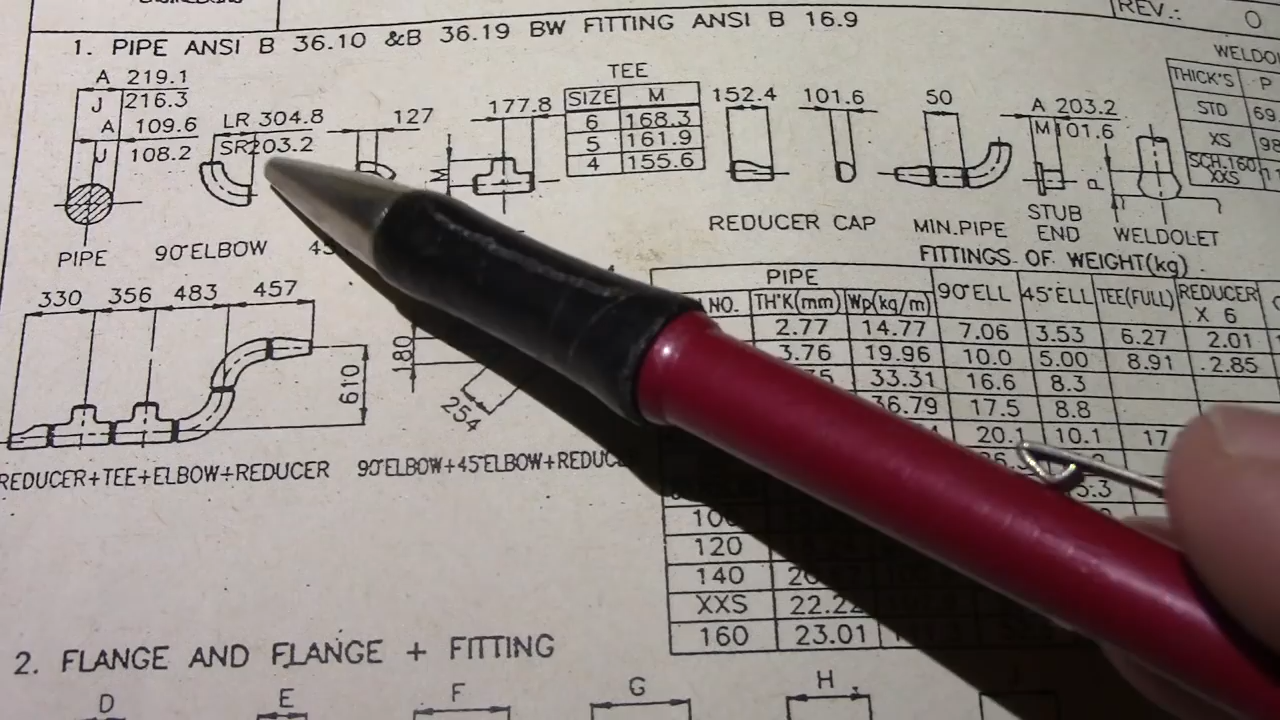 REV.: 0
1. PIPE ANSI B 36.10 &B 36.19 BW FITTING ANSI B 16.9
A 219.1
J 216.3
A 109.6
J 108.2
PIPE
LR 304.8
SR203.2
90°ELBOW
127
45
177.8
M
TEE
SIZE M
6 168.3
5 161.9
4 155.6
152.4
101.6
REDUCER CAP
50
MIN.PIPE
A 203.2
M 101.6
STUB
END
P
WELDOLET
WELDOL
THICK'S P
STD 69
XS 98
SCH.160
XXS
330 356 483 457
610
REDUCER+TEE+ELBOW+REDUCER
180
254
90°ELBOW+45°ELBOW+REDUC
FITTINGS OF WEIGHT(kg)
PIPE 90°ELL 45°ELL TEE(FULL) REDUCER
X 6
NO. TH'K(mm) Wp(kg/m)
2.77 14.77 7.06 3.53 6.27 2.01
3.76 19.96 10.0 5.00 8.91 2.85
33.31 16.6 8.3
36.79 17.5 8.8
20.1 10.1 17
100
120
140
XXS 22.22
160 23.01
2. FLANGE AND FLANGE + FITTING
D E F G H